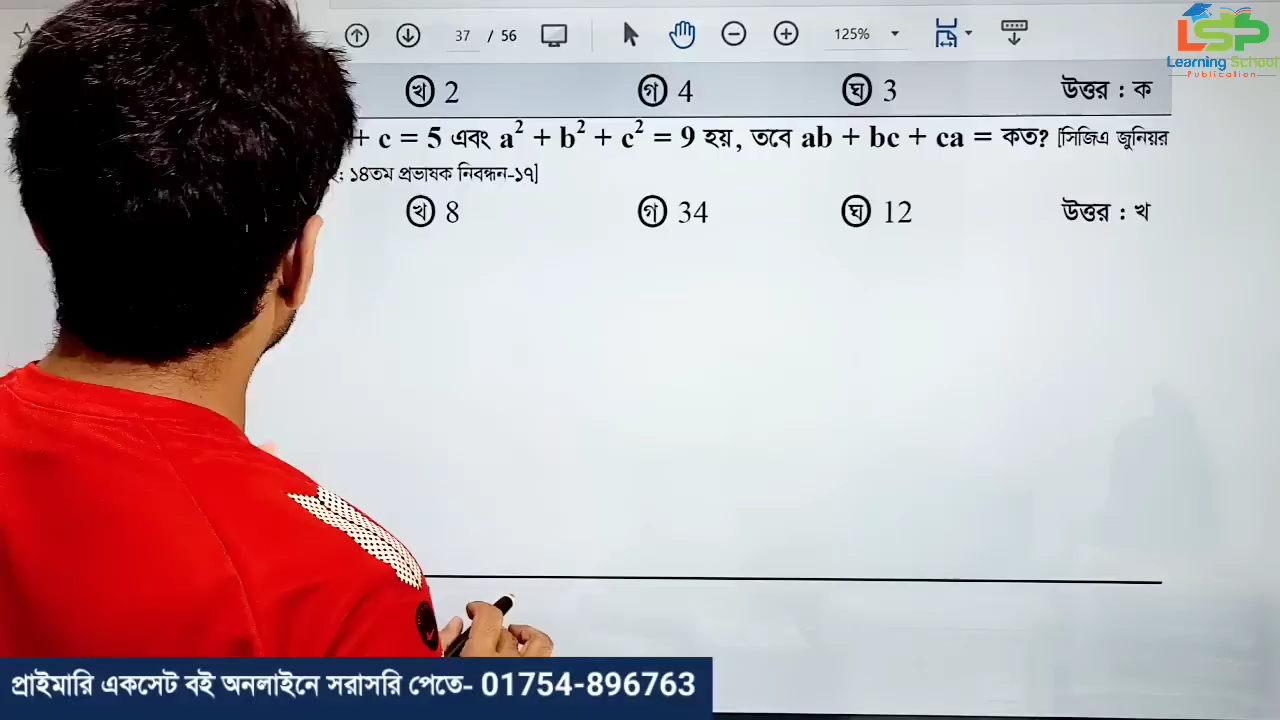 37 / 56 125%
LSP
Learning School
Publication
খ 2 গ 4 ঘ 3 উত্তর : ক
+ c = 5 এবং a² + b² + c² = 9 হয়, তবে ab + bc + ca = কত? [সিজিএ জুনিয়র
: ১৪তম প্রভাষক নিবন্ধন-১৭]
খ 8 গ 34 ঘ 12 উত্তর : খ
প্রাইমারি একসেট বই অনলাইনে সরাসরি পেতে- 01754-896763